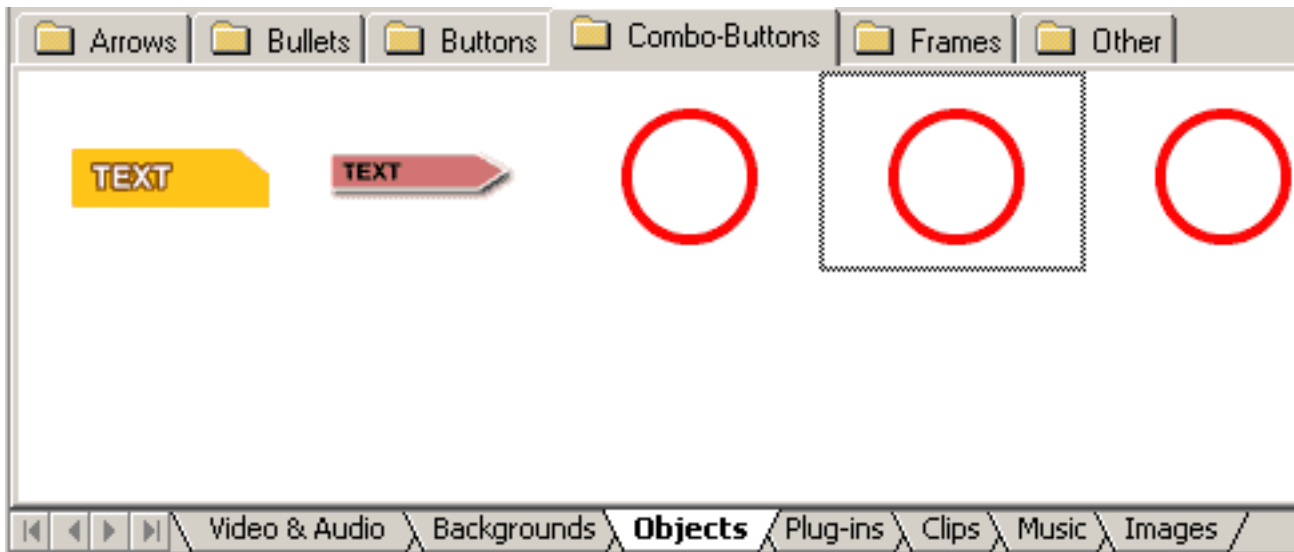 Arrows Bullets Buttons Combo-Buttons Frames Other
TEXT TEXT
Video & Audio Backgrounds Objects Plug-ins Clips Music Images